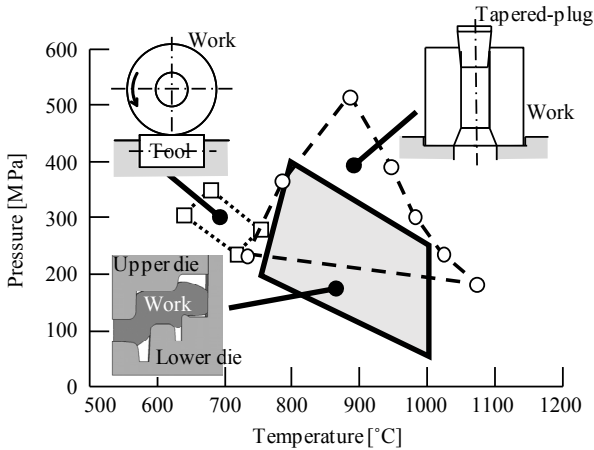 Tapered-plug
Work
Work
Tool
Upper die
Work
Lower die
Pressure [MPa]
600
500
400
300
200
100
0
500
600
700
800
900
1000
1100
1200
Temperature [˚C]